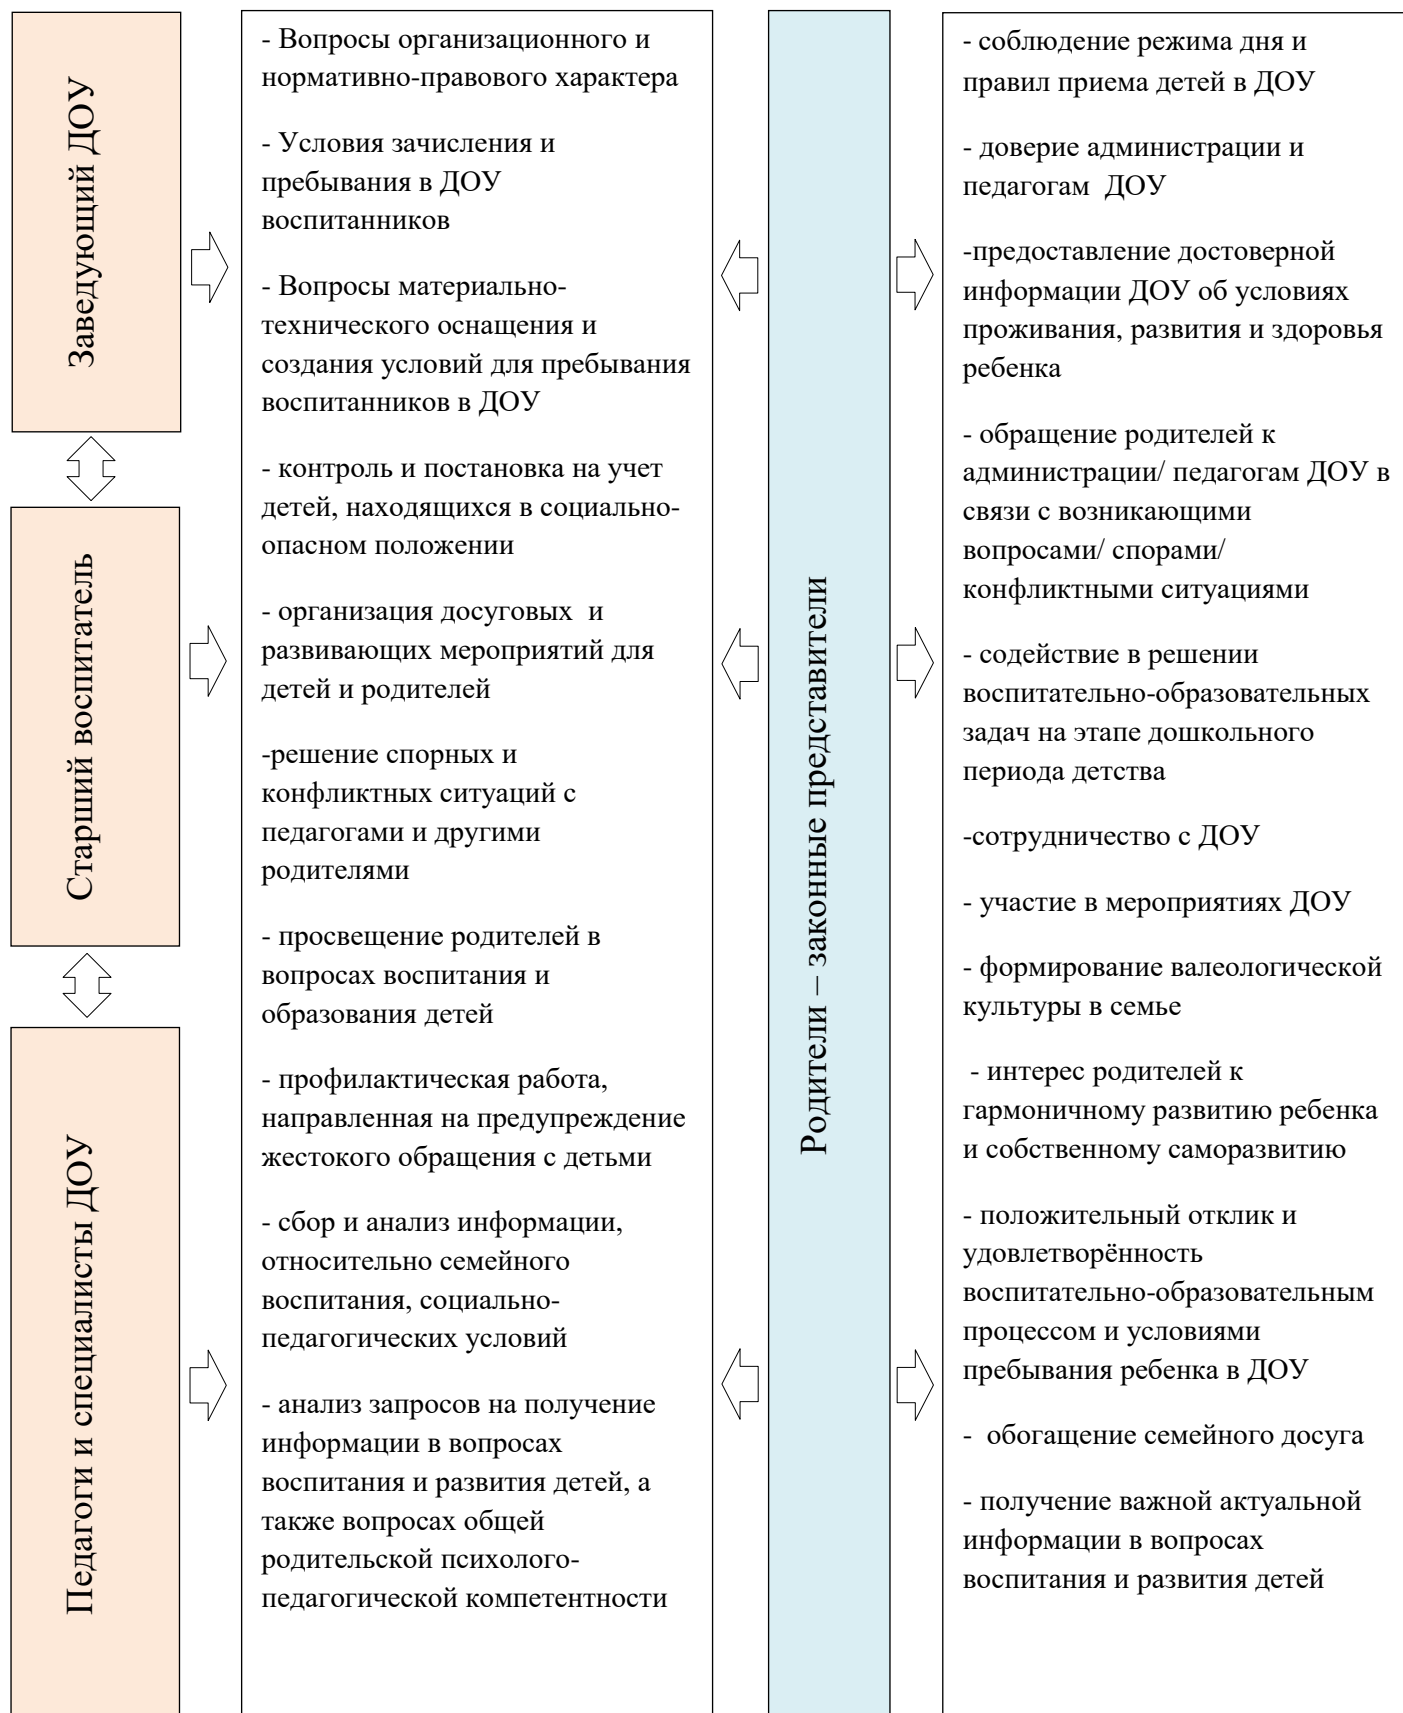 Заведующий ДОУ
Старший воспитатель
Педагоги и специалисты ДОУ
- Вопросы организационного и
нормативно-правового характера
- Условия зачисления и
пребывания в ДОУ
воспитанников
- Вопросы материально-
технического оснащения и
создания условий для пребывания
воспитанников в ДОУ
- контроль и постановка на учет
детей, находящихся в социально-
опасном положении
- организация досуговых  и
развивающих мероприятий для
детей и родителей
-решение спорных и
конфликтных ситуаций с
педагогами и другими
родителями
- просвещение родителей в
вопросах воспитания и
образования детей
- профилактическая работа,
направленная на предупреждение
жестокого обращения с детьми
- сбор и анализ информации,
относительно семейного
воспитания, социально-
педагогических условий
- анализ запросов на получение
информации в вопросах
воспитания и развития детей, а
также вопросах общей
родительской психолого-
педагогической компетентности
Родители – законные представители
- соблюдение режима дня и
правил приема детей в ДОУ
- доверие администрации и
педагогам  ДОУ
-предоставление достоверной
информации ДОУ об условиях
проживания, развития и здоровья
ребенка
- обращение родителей к
администрации/ педагогам ДОУ в
связи с возникающими
вопросами/ спорами/
конфликтными ситуациями
- содействие в решении
воспитательно-образовательных
задач на этапе дошкольного
периода детства
-сотрудничество с ДОУ
- участие в мероприятиях ДОУ
- формирование валеологической
культуры в семье
- интерес родителей к
гармоничному развитию ребенка
и собственному саморазвитию
- положительный отклик и
удовлетворённость
воспитательно-образовательным
процессом и условиями
пребывания ребенка в ДОУ
-  обогащение семейного досуга
- получение важной актуальной
информации в вопросах
воспитания и развития детей